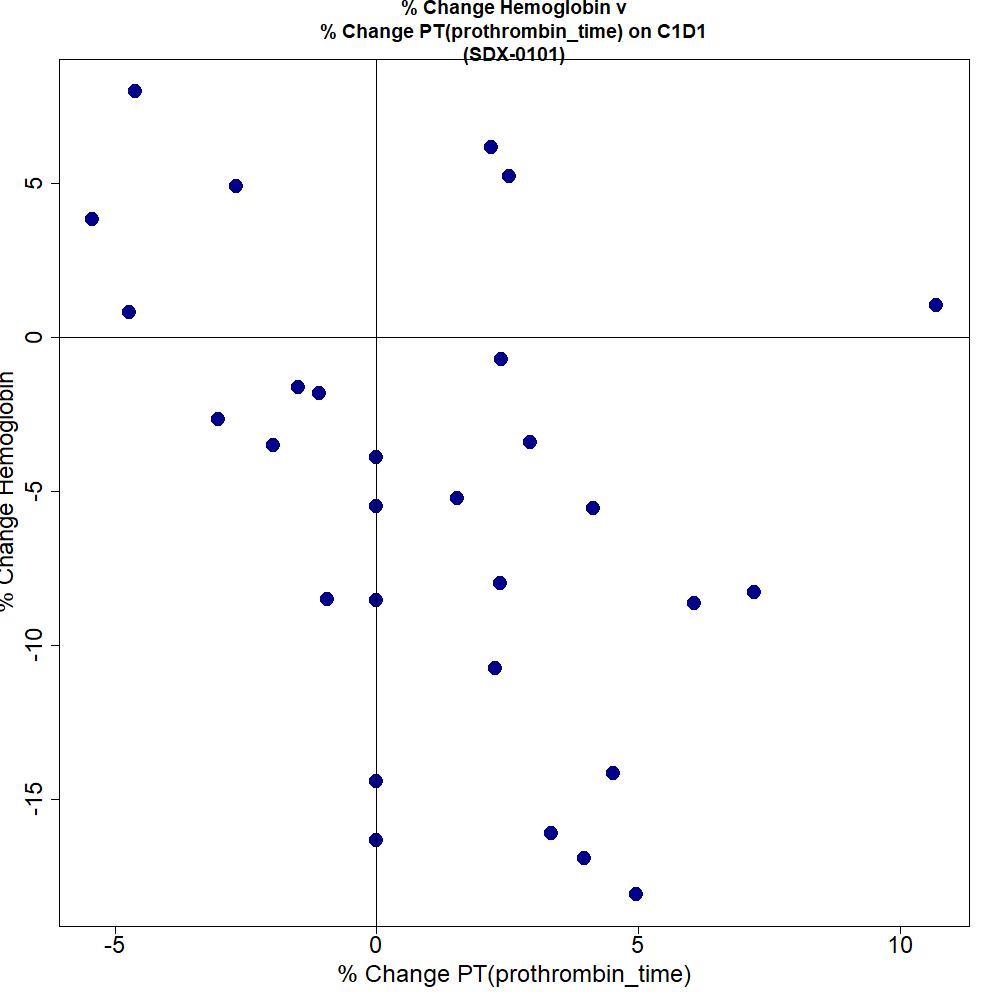 % Change Hemoglobin v
% Change PT(prothrombin_time) on C1D1
(SDX-0101)
5
0
-5
-10
-15
% Change Hemoglobin
-5
0
5
10
% Change PT(prothrombin_time)